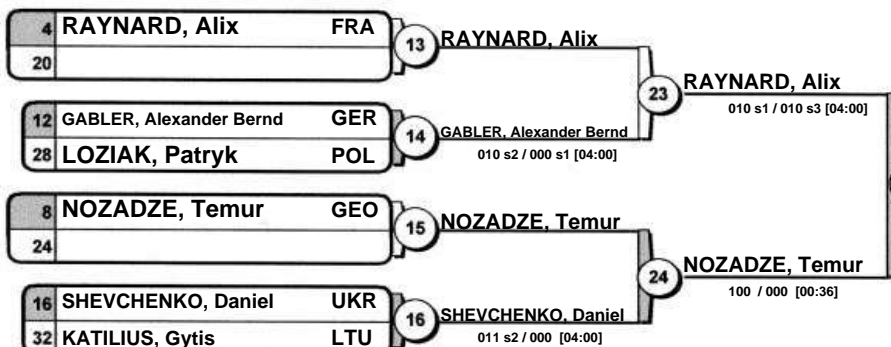 4 RAYNARD, Alix FRA
20
13 RAYNARD, Alix
12 GABLER, Alexander Bernd GER
28 LOZIAK, Patryk POL
14 GABLER, Alexander Bernd
010 s2 / 000 s1 [04:00]
23 RAYNARD, Alix
010 s1 / 010 s3 [04:00]
8 NOZADZE, Temur GEO
24
15 NOZADZE, Temur
16 SHEVCHENKO, Daniel UKR
32 KATILIUS, Gytis LTU
16 SHEVCHENKO, Daniel
011 s2 / 000 [04:00]
24 NOZADZE, Temur
100 / 000 [00:36]